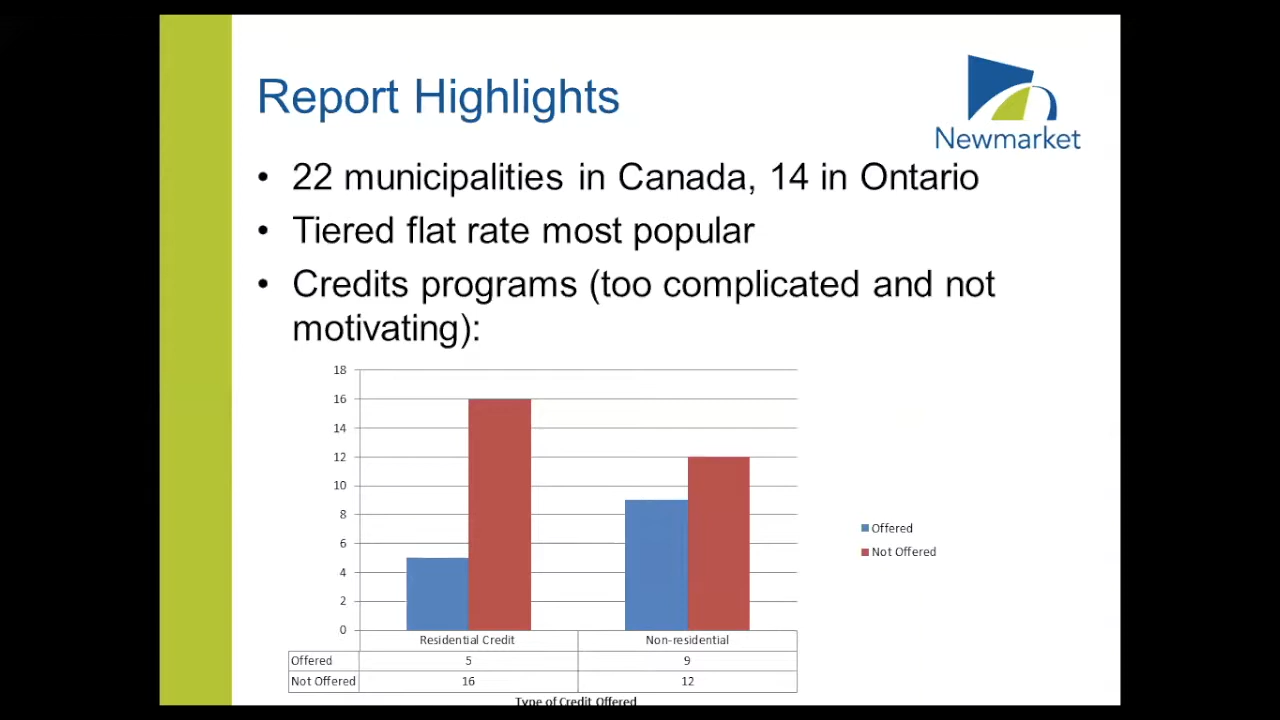 Report Highlights
Newmarket
• 22 municipalities in Canada, 14 in Ontario
• Tiered flat rate most popular
• Credits programs (too complicated and not
motivating):
18
16
14
12
10
8
6
4
2
0
Offered
Not Offered
Residential Credit Non-residential
Offered 5 9
Not Offered 16 12
Type of Credit Offered